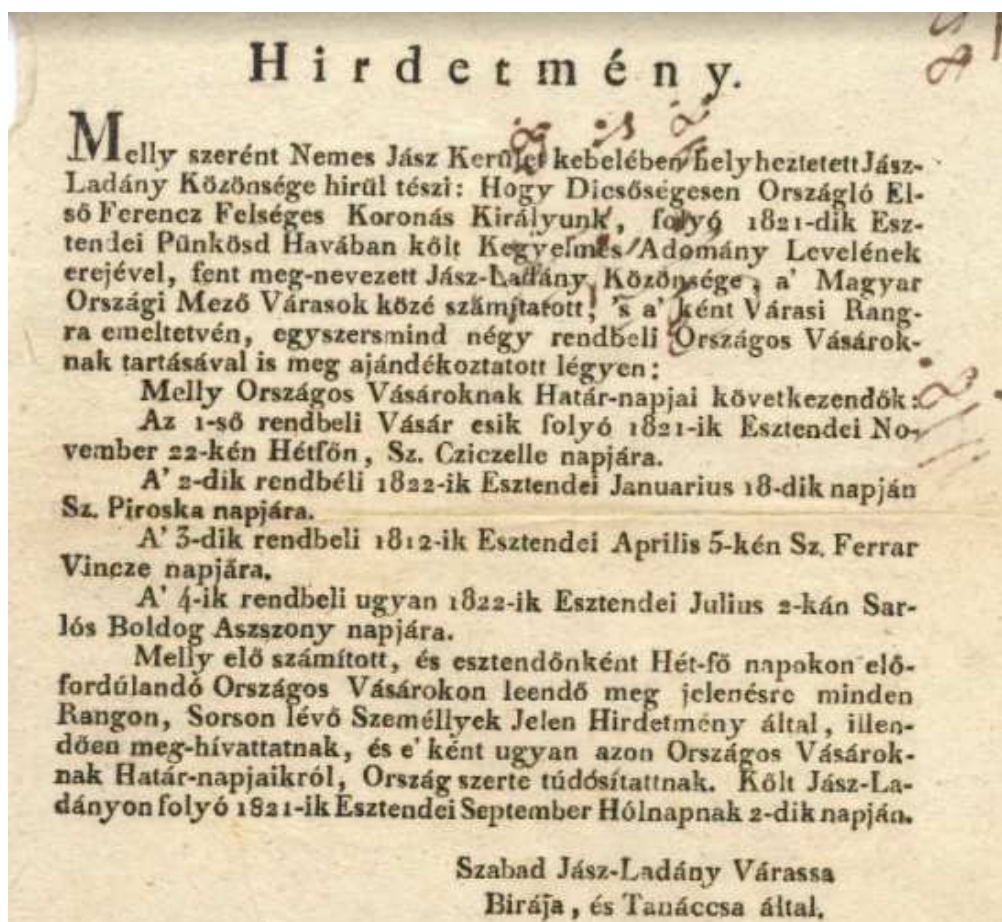 Hirdetmény.
Melly szerént Nemes Jász Kerület kebelében helyheztetett Jász-
Ladány Közönsége hirűl tészi: Hogy Dicsőségesen Országló El-
ső Ferencz Felséges Koronás Királyunk, folyó 1821-dik Esz-
tendei Pünkösd Havában költ Kegyelmes Adomány Levelének
erejével, fent meg-nevezett Jász-Ladány Közönsége, a' Magyar
Országi Mező Várasok közé számítatott, 's a' ként Várasi Rang-
ra emeltetvén, egyszersmind négy rendbeli Országos Vásárok-
nak tartásával is meg ajándékoztatott légyen:
Melly Országos Vásároknak Határ-napjai következendők:
Az 1-ső rendbeli Vásár esik folyó 1821-ik Esztendei No-
vember 22-kén Hétfőn, Sz. Cziczelle napjára.
A' 2-dik rendbéli 1822-ik Esztendei Januarius 18-dik napján
Sz. Piroska napjára.
A' 3-dik rendbeli 1812-ik Esztendei Aprilis 5-kén Sz. Ferrar
Vincze napjára.
A' 4-ik rendbeli ugyan 1822-ik Esztendei Julius 2-kán Sar-
lós Boldog Aszszony napjára.
Melly elő számított, és esztendőnként Hét-fő napokon elő-
fordúlandó Országos Vásárokon leendő meg jelenésre minden
Rangon, Sorson lévő Személlyek Jelen Hirdetmény által, illen-
dően meg-hívattatnak, és e' ként ugyan azon Országos Vásárok-
nak Határ-napjaikról, Ország szerte túdósítattnak. Költ Jász-La-
dányon folyó 1821-ik Esztendei September Hólnapnak 2-dik napján.
Szabad Jász-Ladány Várassa
Birája, és Tanáccsa által.